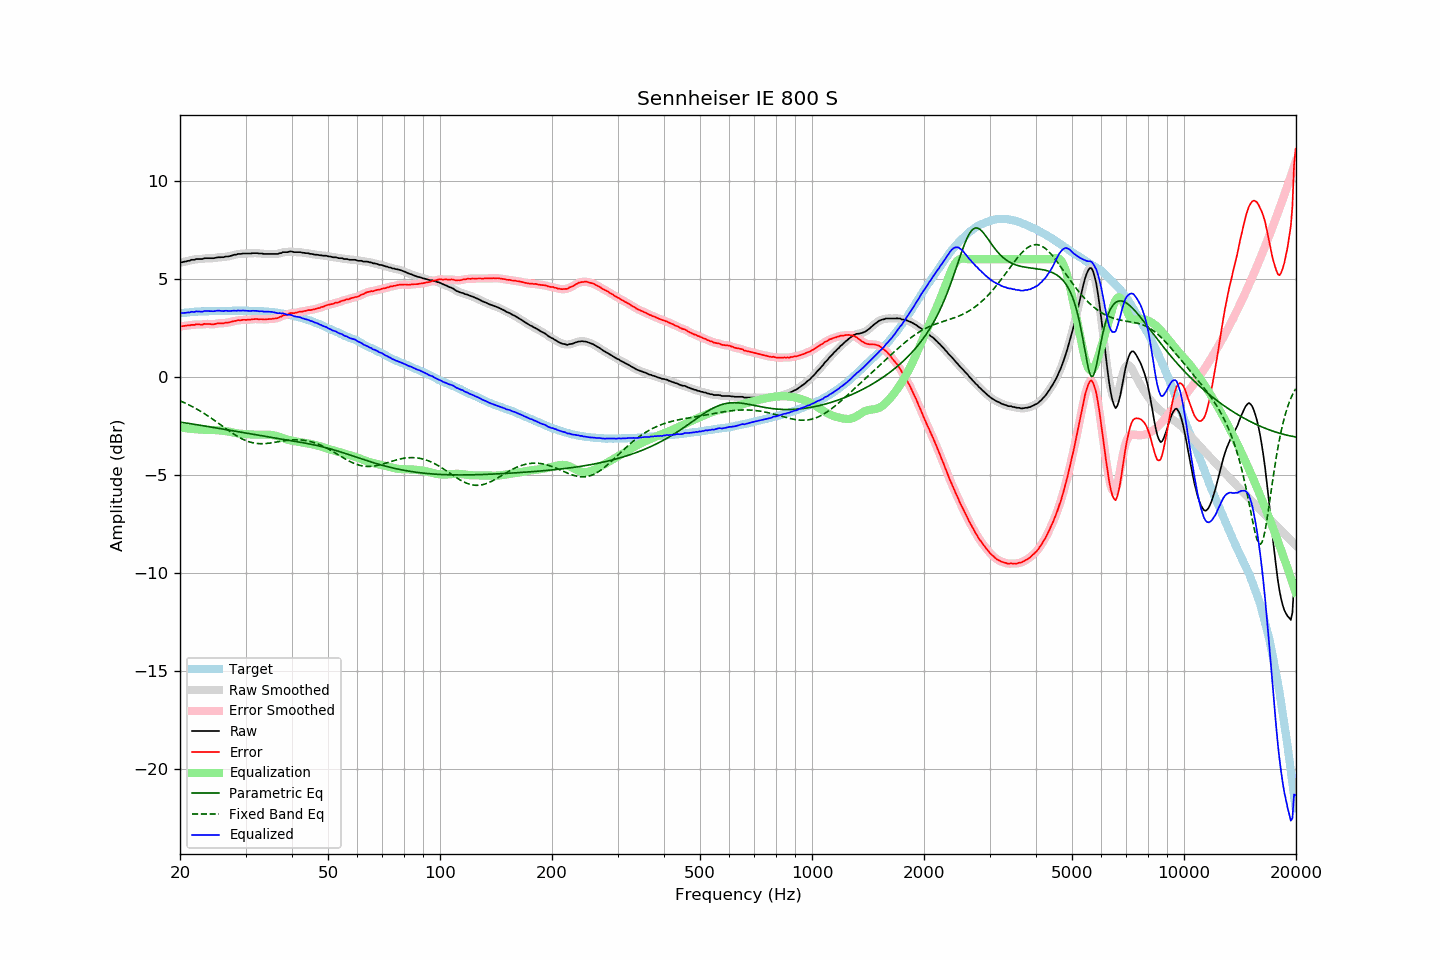 Sennheiser IE 800 S
Amplitude (dBr)
10
5
0
−5
−10
−15
−20
Target
Raw Smoothed
Error Smoothed
Raw
Error
Equalization
Parametric Eq
Fixed Band Eq
Equalized
20 50 100 200 500 1000 2000 5000 10000 20000
Frequency (Hz)